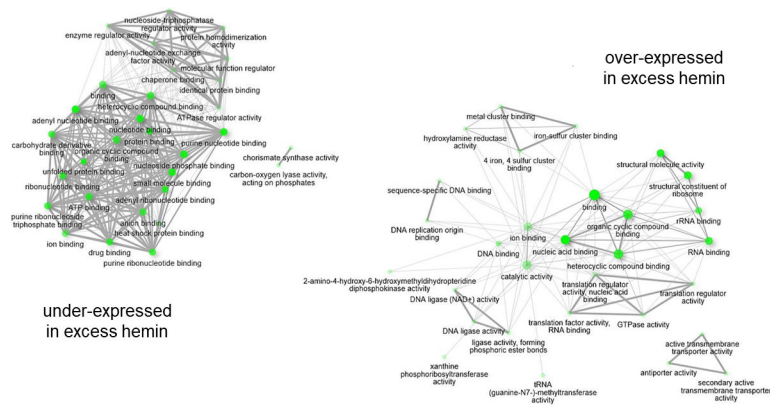 nucleoside-triphosphatase
regulator activity
enzyme regulator activity
protein homodimerization
activity
adenyl-nucleotide exchange
factor activity
molecular function regulator
chaperone binding
identical protein binding
binding
heterocyclic compound binding
ATPase regulator activity
adenyl nucleotide binding
nucleotide binding
protein binding
purine nucleotide binding
carbohydrate derivative
binding
organic cyclic compound
binding
nucleoside phosphate binding
unfolded protein binding
small molecule binding
ribonucleotide binding
adenyl ribonucleotide binding
ATP binding
purine ribonucleoside
triphosphate binding
anion binding
heat shock protein binding
ion binding
drug binding
purine ribonucleotide binding
chorismate synthase activity
carbon-oxygen lyase activity,
acting on phosphates
under-expressed
in excess hemin
over-expressed
in excess hemin
metal cluster binding
iron-sulfur cluster binding
hydroxylamine reductase
activity
4 iron, 4 sulfur cluster
binding
structural molecule activity
structural constituent of
ribosome
sequence-specific DNA binding
binding
rRNA binding
organic cyclic compound
binding
DNA replication origin
binding
ion binding
nucleic acid binding
RNA binding
DNA binding
heterocyclic compound binding
catalytic activity
2-amino-4-hydroxy-6-hydroxymethyldihydropteridine
diphosphokinase activity
translation regulator
activity, nucleic acid
binding
translation regulator
activity
DNA ligase (NAD+) activity
translation factor activity,
RNA binding
GTPase activity
DNA ligase activity
ligase activity, forming
phosphoric ester bonds
active transmembrane
transporter activity
antiporter activity
secondary active
transmembrane transporter
activity
xanthine
phosphoribosyltransferase
activity
tRNA
(guanine-N7-)-methyltransferase
activity